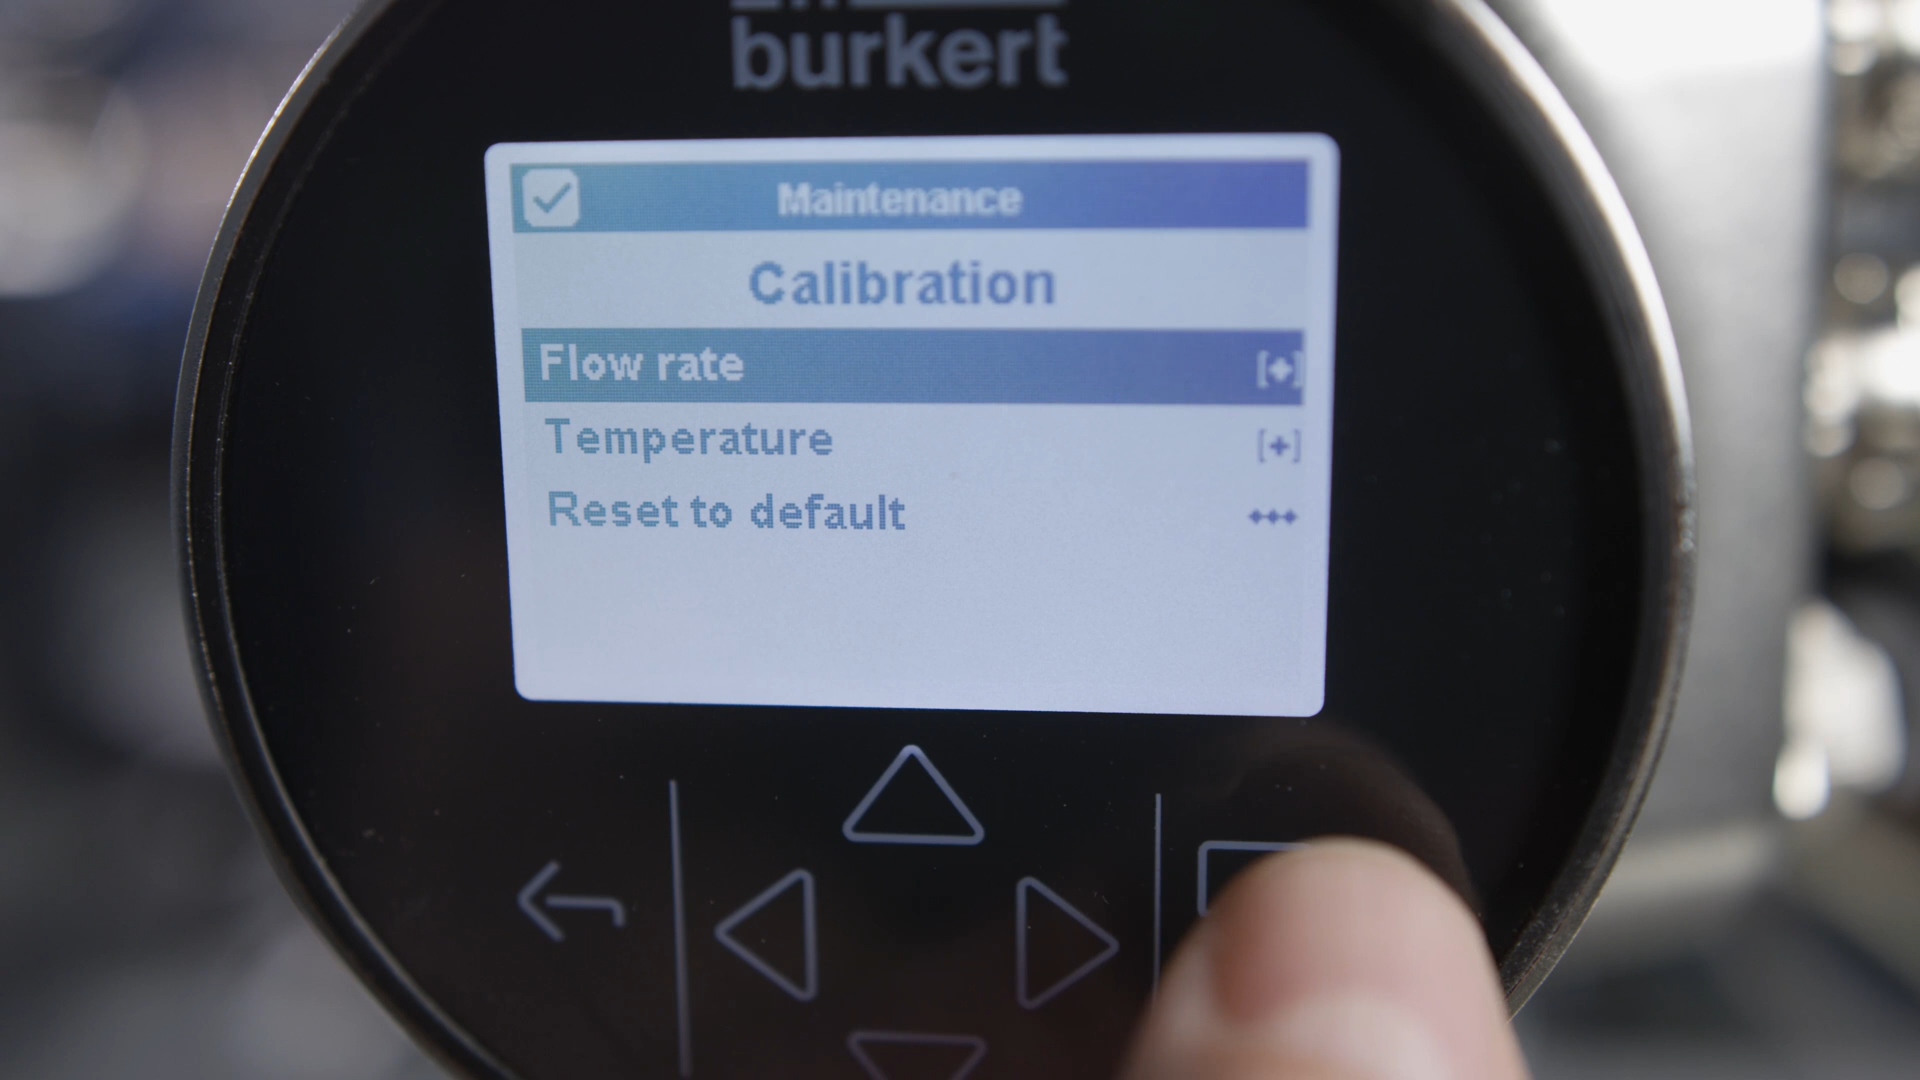 burkert
Maintenance
Calibration
Flow rate [+]
Temperature [+]
Reset to default